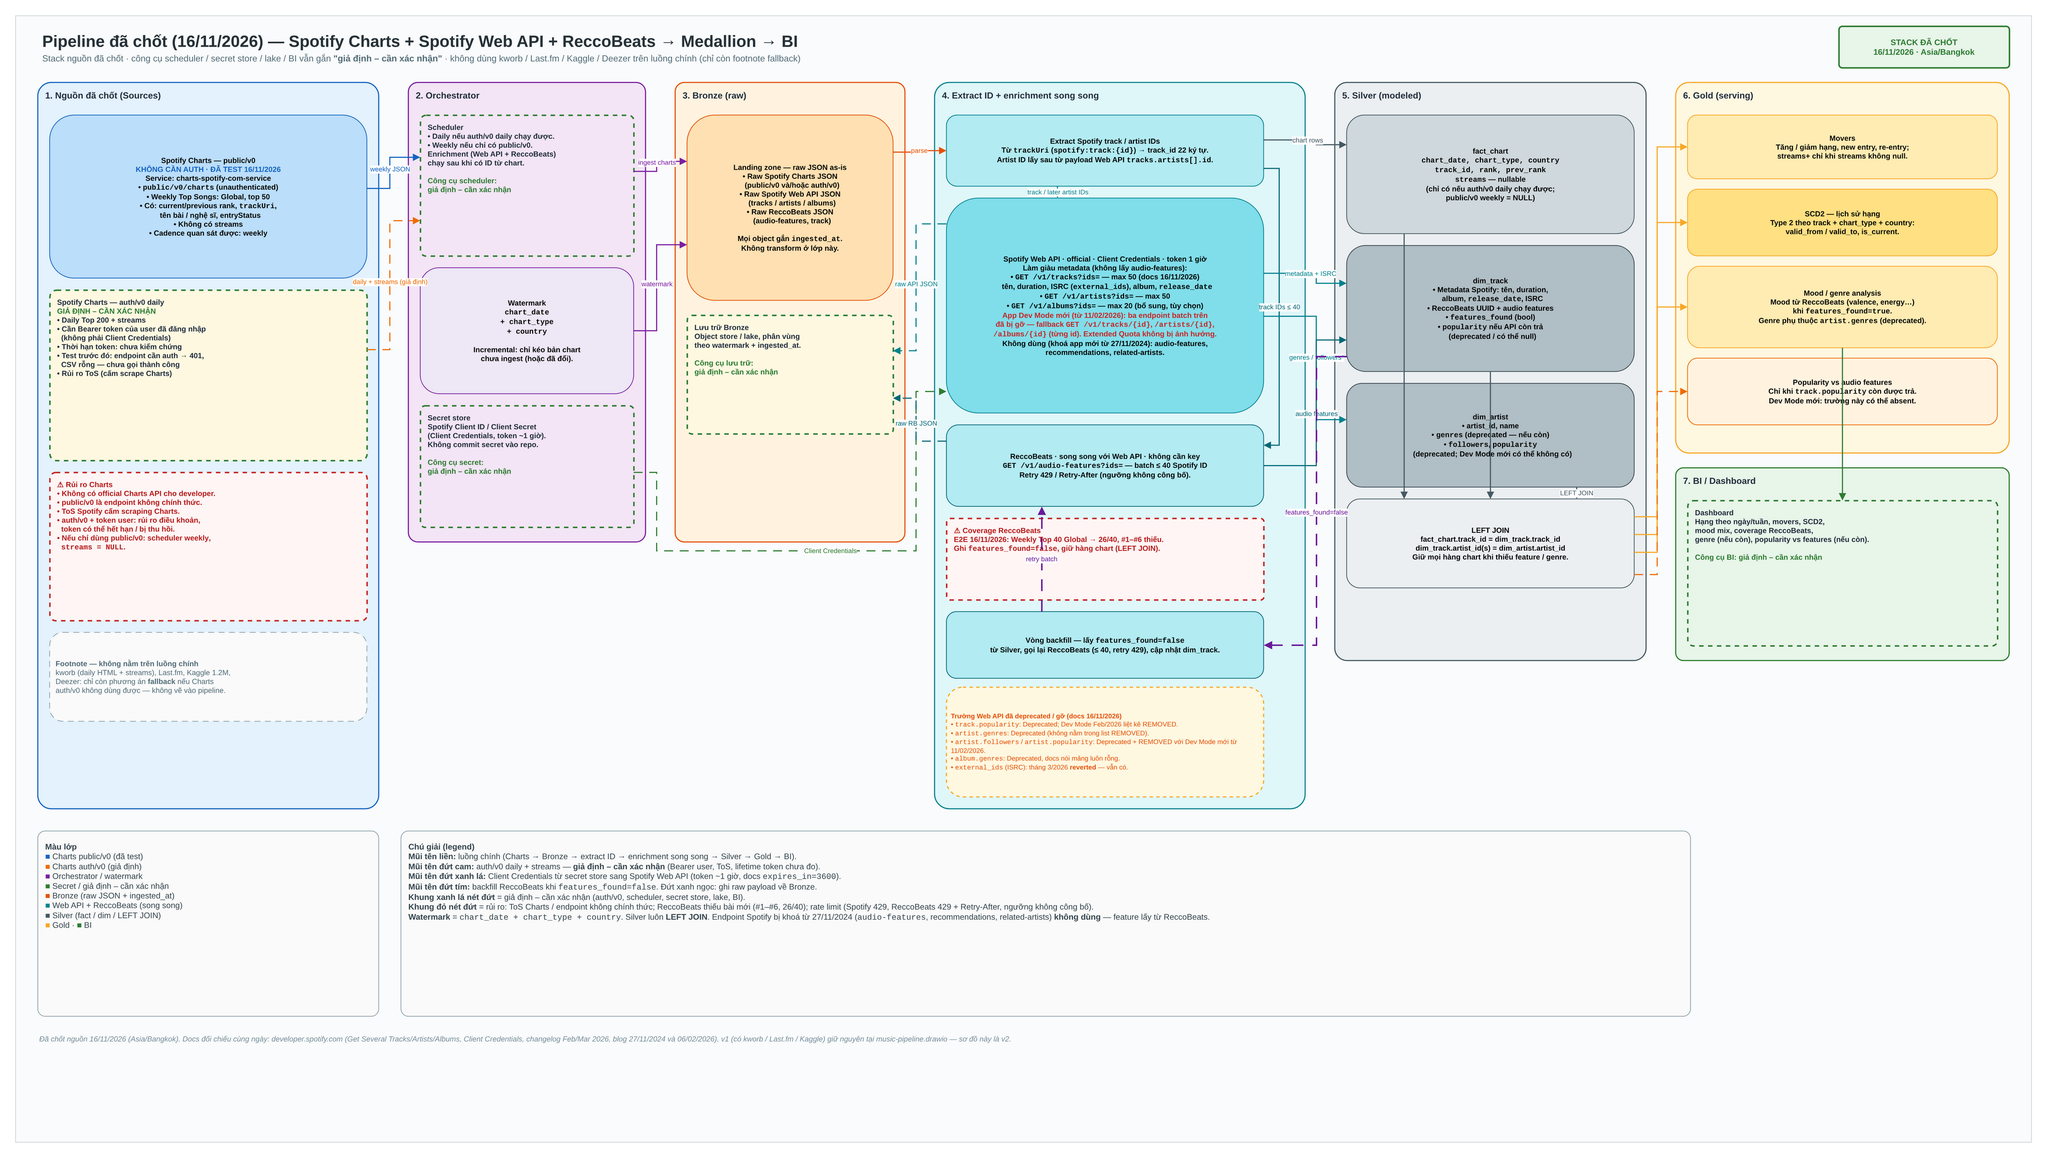 Pipeline đã chốt (16/11/2026) — Spotify Charts + Spotify Web API + ReccoBeats → Medallion → BI
Stack nguồn đã chốt · công cụ scheduler / secret store / lake / BI vẫn gắn "giả định – cần xác nhận" · không dùng kworb / Last.fm / Kaggle / Deezer trên luồng chính (chỉ còn footnote fallback)
STACK ĐÃ CHỐT
16/11/2026 · Asia/Bangkok
1. Nguồn đã chốt (Sources)
Spotify Charts — public/v0
KHÔNG CẦN AUTH · ĐÃ TEST 16/11/2026
Service: charts-spotify-com-service
• public/v0/charts (unauthenticated)
• Weekly Top Songs: Global, top 50
• Có: current/previous rank, trackUri,
tên bài / nghệ sĩ, entryStatus
• Không có streams
• Cadence quan sát được: weekly
weekly JSON
daily + streams (giả định)
Spotify Charts — auth/v0 daily
GIẢ ĐỊNH – CẦN XÁC NHẬN
• Daily Top 200 + streams
• Cần Bearer token của user đã đăng nhập
(không phải Client Credentials)
• Thời hạn token: chưa kiểm chứng
• Test trước đó: endpoint cần auth → 401,
CSV rỗng — chưa gọi thành công
• Rủi ro ToS (cấm scrape Charts)
⚠ Rủi ro Charts
• Không có official Charts API cho developer.
• public/v0 là endpoint không chính thức.
• ToS Spotify cấm scraping Charts.
• auth/v0 + token user: rủi ro điều khoản,
token có thể hết hạn / bị thu hồi.
• Nếu chỉ dùng public/v0: scheduler weekly,
streams = NULL.
Footnote — không nằm trên luồng chính
kworb (daily HTML + streams), Last.fm, Kaggle 1.2M,
Deezer: chỉ còn phương án fallback nếu Charts
auth/v0 không dùng được — không vẽ vào pipeline.
2. Orchestrator
Scheduler
• Daily nếu auth/v0 daily chạy được.
• Weekly nếu chỉ có public/v0.
Enrichment (Web API + ReccoBeats)
chạy sau khi có ID từ chart.
Công cụ scheduler:
giả định – cần xác nhận
ingest charts
Watermark
chart_date
+ chart_type
+ country
Incremental: chỉ kéo bản chart
chưa ingest (hoặc đã đổi).
watermark
Secret store
Spotify Client ID / Client Secret
(Client Credentials, token ~1 giờ).
Không commit secret vào repo.
Công cụ secret:
giả định – cần xác nhận
Client Credentials
3. Bronze (raw)
Landing zone — raw JSON as-is
• Raw Spotify Charts JSON
(public/v0 và/hoặc auth/v0)
• Raw Spotify Web API JSON
(tracks / artists / albums)
• Raw ReccoBeats JSON
(audio-features, track)
Mọi object gắn ingested_at.
Không transform ở lớp này.
parse
raw API JSON
Lưu trữ Bronze
Object store / lake, phân vùng
theo watermark + ingested_at.
Công cụ lưu trữ:
giả định – cần xác nhận
raw RB JSON
4. Extract ID + enrichment song song
Extract Spotify track / artist IDs
Từ trackUri (spotify:track:{id}) → track_id 22 ký tự.
Artist ID lấy sau từ payload Web API tracks.artists[].id.
track / later artist IDs
Spotify Web API · official · Client Credentials · token 1 giờ
Làm giàu metadata (không lấy audio-features):
• GET /v1/tracks?ids= — max 50 (docs 16/11/2026)
tên, duration, ISRC (external_ids), album, release_date
• GET /v1/artists?ids= — max 50
• GET /v1/albums?ids= — max 20 (bổ sung, tùy chọn)
App Dev Mode mới (từ 11/02/2026): ba endpoint batch trên
đã bị gỡ — fallback GET /v1/tracks/{id}, /artists/{id},
/albums/{id} (từng id). Extended Quota không bị ảnh hưởng.
Không dùng (khoá app mới từ 27/11/2024): audio-features,
recommendations, related-artists.
ReccoBeats · song song với Web API · không cần key
GET /v1/audio-features?ids= — batch ≤ 40 Spotify ID
Retry 429 / Retry-After (ngưỡng không công bố).
⚠ Coverage ReccoBeats
E2E 16/11/2026: Weekly Top 40 Global → 26/40, #1–#6 thiếu.
Ghi features_found=false, giữ hàng chart (LEFT JOIN).
retry batch
Vòng backfill — lấy features_found=false
từ Silver, gọi lại ReccoBeats (≤ 40, retry 429), cập nhật dim_track.
Trường Web API đã deprecated / gỡ (docs 16/11/2026)
• track.popularity: Deprecated; Dev Mode Feb/2026 liệt kê REMOVED.
• artist.genres: Deprecated (không nằm trong list REMOVED).
• artist.followers / artist.popularity: Deprecated + REMOVED với Dev Mode mới từ
11/02/2026.
• album.genres: Deprecated, docs nói mảng luôn rỗng.
• external_ids (ISRC): tháng 3/2026 reverted — vẫn có.
chart rows
metadata + ISRC
track IDs ≤ 40
genres / followers
audio features
features_found=false
5. Silver (modeled)
fact_chart
chart_date, chart_type, country
track_id, rank, prev_rank
streams — nullable
(chỉ có nếu auth/v0 daily chạy được;
public/v0 weekly = NULL)
dim_track
• Metadata Spotify: tên, duration,
album, release_date, ISRC
• ReccoBeats UUID + audio features
• features_found (bool)
• popularity nếu API còn trả
(deprecated / có thể null)
dim_artist
• artist_id, name
• genres (deprecated — nếu còn)
• followers, popularity
(deprecated; Dev Mode mới có thể không có)
LEFT JOIN
LEFT JOIN
fact_chart.track_id = dim_track.track_id
dim_track.artist_id(s) = dim_artist.artist_id
Giữ mọi hàng chart khi thiếu feature / genre.
6. Gold (serving)
Movers
Tăng / giảm hạng, new entry, re-entry;
streams+ chỉ khi streams không null.
SCD2 — lịch sử hạng
Type 2 theo track + chart_type + country:
valid_from / valid_to, is_current.
Mood / genre analysis
Mood từ ReccoBeats (valence, energy…)
khi features_found=true.
Genre phụ thuộc artist.genres (deprecated).
Popularity vs audio features
Chỉ khi track.popularity còn được trả.
Dev Mode mới: trường này có thể absent.
7. BI / Dashboard
Dashboard
Hạng theo ngày/tuần, movers, SCD2,
mood mix, coverage ReccoBeats,
genre (nếu còn), popularity vs features (nếu còn).
Công cụ BI: giả định – cần xác nhận
Màu lớp
■ Charts public/v0 (đã test)
■ Charts auth/v0 (giả định)
■ Orchestrator / watermark
■ Secret / giả định – cần xác nhận
■ Bronze (raw JSON + ingested_at)
■ Web API + ReccoBeats (song song)
■ Silver (fact / dim / LEFT JOIN)
■ Gold · ■ BI
Chú giải (legend)
Mũi tên liền: luồng chính (Charts → Bronze → extract ID → enrichment song song → Silver → Gold → BI).
Mũi tên đứt cam: auth/v0 daily + streams — giả định – cần xác nhận (Bearer user, ToS, lifetime token chưa đo).
Mũi tên đứt xanh lá: Client Credentials từ secret store sang Spotify Web API (token ~1 giờ, docs expires_in=3600).
Mũi tên đứt tím: backfill ReccoBeats khi features_found=false. Đứt xanh ngọc: ghi raw payload về Bronze.
Khung xanh lá nét đứt = giả định – cần xác nhận (auth/v0, scheduler, secret store, lake, BI).
Khung đỏ nét đứt = rủi ro: ToS Charts / endpoint không chính thức; ReccoBeats thiếu bài mới (#1–#6, 26/40); rate limit (Spotify 429, ReccoBeats 429 + Retry-After, ngưỡng không công bố).
Watermark = chart_date + chart_type + country. Silver luôn LEFT JOIN. Endpoint Spotify bị khoá từ 27/11/2024 (audio-features, recommendations, related-artists) không dùng — feature lấy từ ReccoBeats.
Đã chốt nguồn 16/11/2026 (Asia/Bangkok). Docs đối chiếu cùng ngày: developer.spotify.com (Get Several Tracks/Artists/Albums, Client Credentials, changelog Feb/Mar 2026, blog 27/11/2024 và 06/02/2026). v1 (có kworb / Last.fm / Kaggle) giữ nguyên tại music-pipeline.drawio — sơ đồ này là v2.